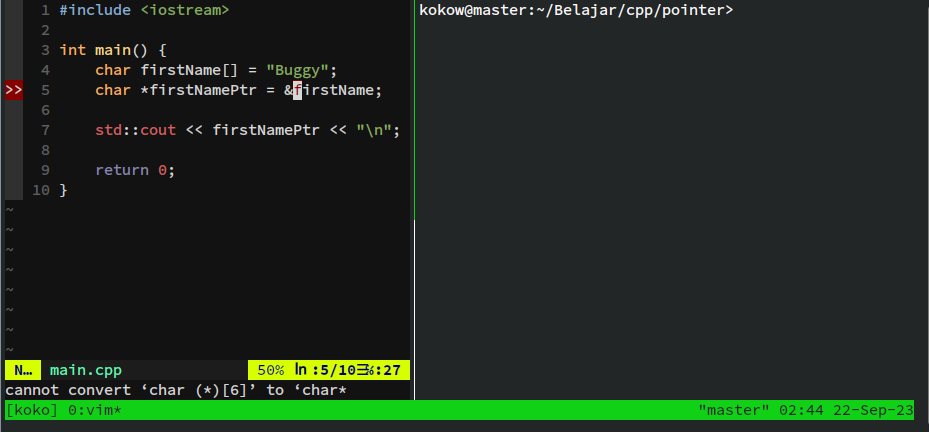 1 #include <iostream>
2
3 int main() {
4     char firstName[] = "Buggy";
>> 5     char *firstNamePtr = &firstName;
6
7     std::cout << firstNamePtr << "\n";
8
9     return 0;
10 }
~
~
~
~
~
~
~
~
N… main.cpp 50% ㏑:5/10☰℅:27
cannot convert ‘char (*)[6]’ to ‘char*
kokow@master:~/Belajar/cpp/pointer>
[koko] 0:vim* "master" 02:44 22-Sep-23